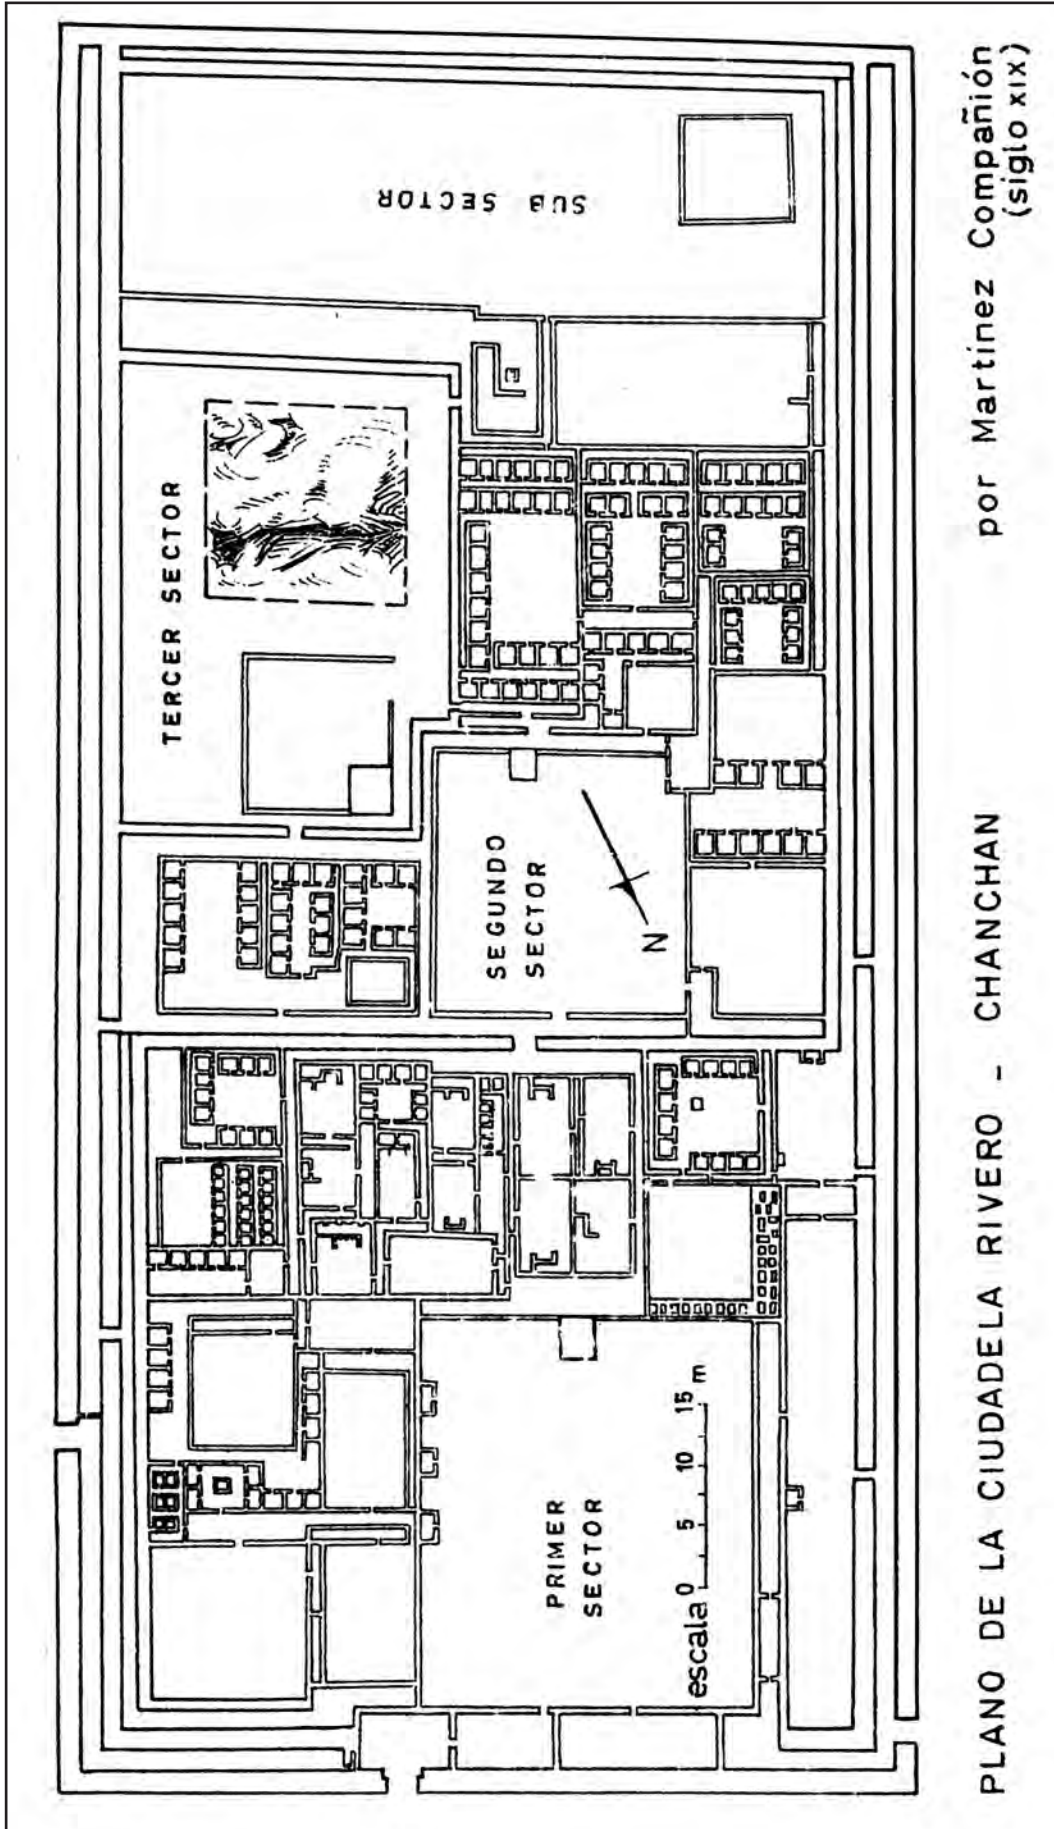 PRIMER
SECTOR
escala 0 5 10 15 m
SEGUNDO
SECTOR
N
TERCER SECTOR
SUB SECTOR
PLANO DE LA CIUDADELA RIVERO - CHANCHAN
por Martinez Compañión
(siglo XIX)